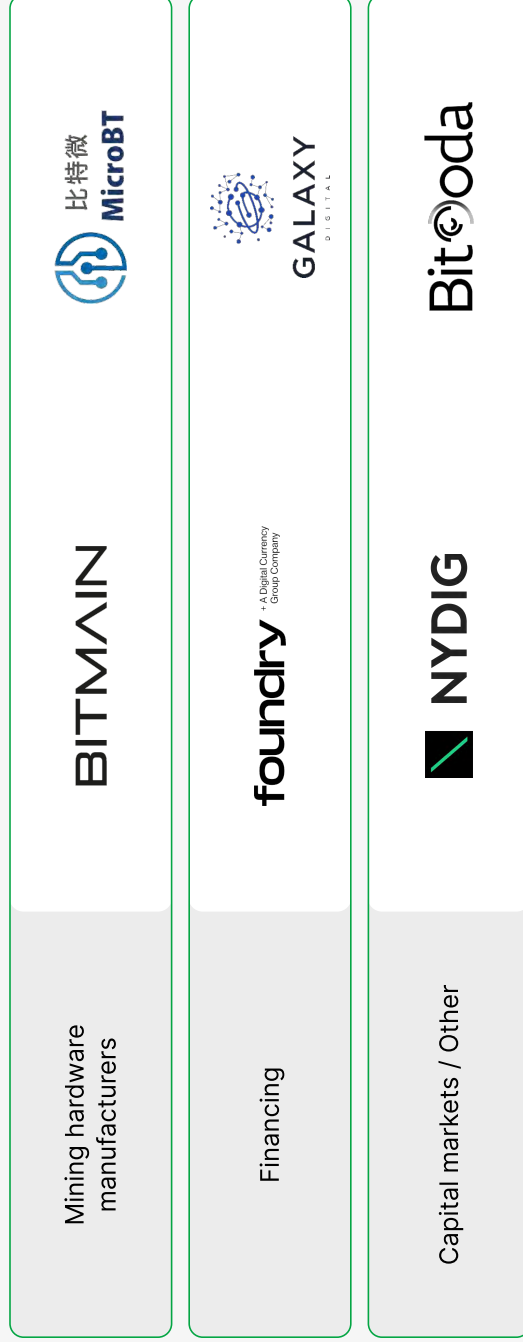 Mining hardware
manufacturers
BITMAIN
比特微
MicroBT
Financing
foundry
+ A Digital Currency
Group Company
GALAXY
DIGITAL
Capital markets / Other
NYDIG
BitOoda